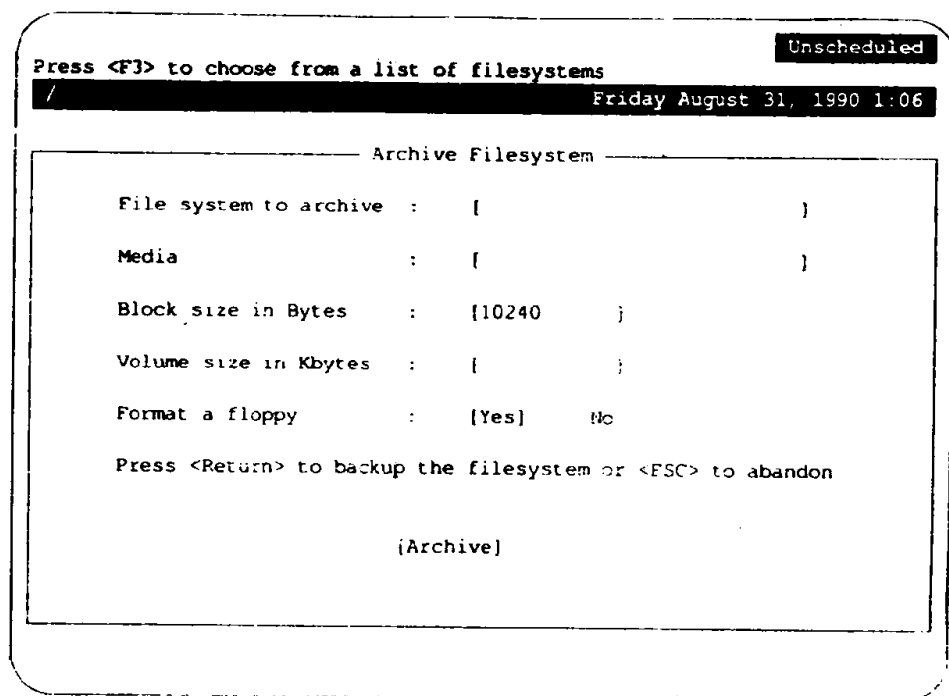 Unscheduled
Press <F3> to choose from a list of filesystems
/ Friday August 31, 1990 1:06
Archive Filesystem
File system to archive : [ ]
Media : [ ]
Block size in Bytes : [10240 ]
Volume size in Kbytes : [ ]
Format a floppy : [Yes] No
Press <Return> to backup the filesystem or <ESC> to abandon
[Archive]